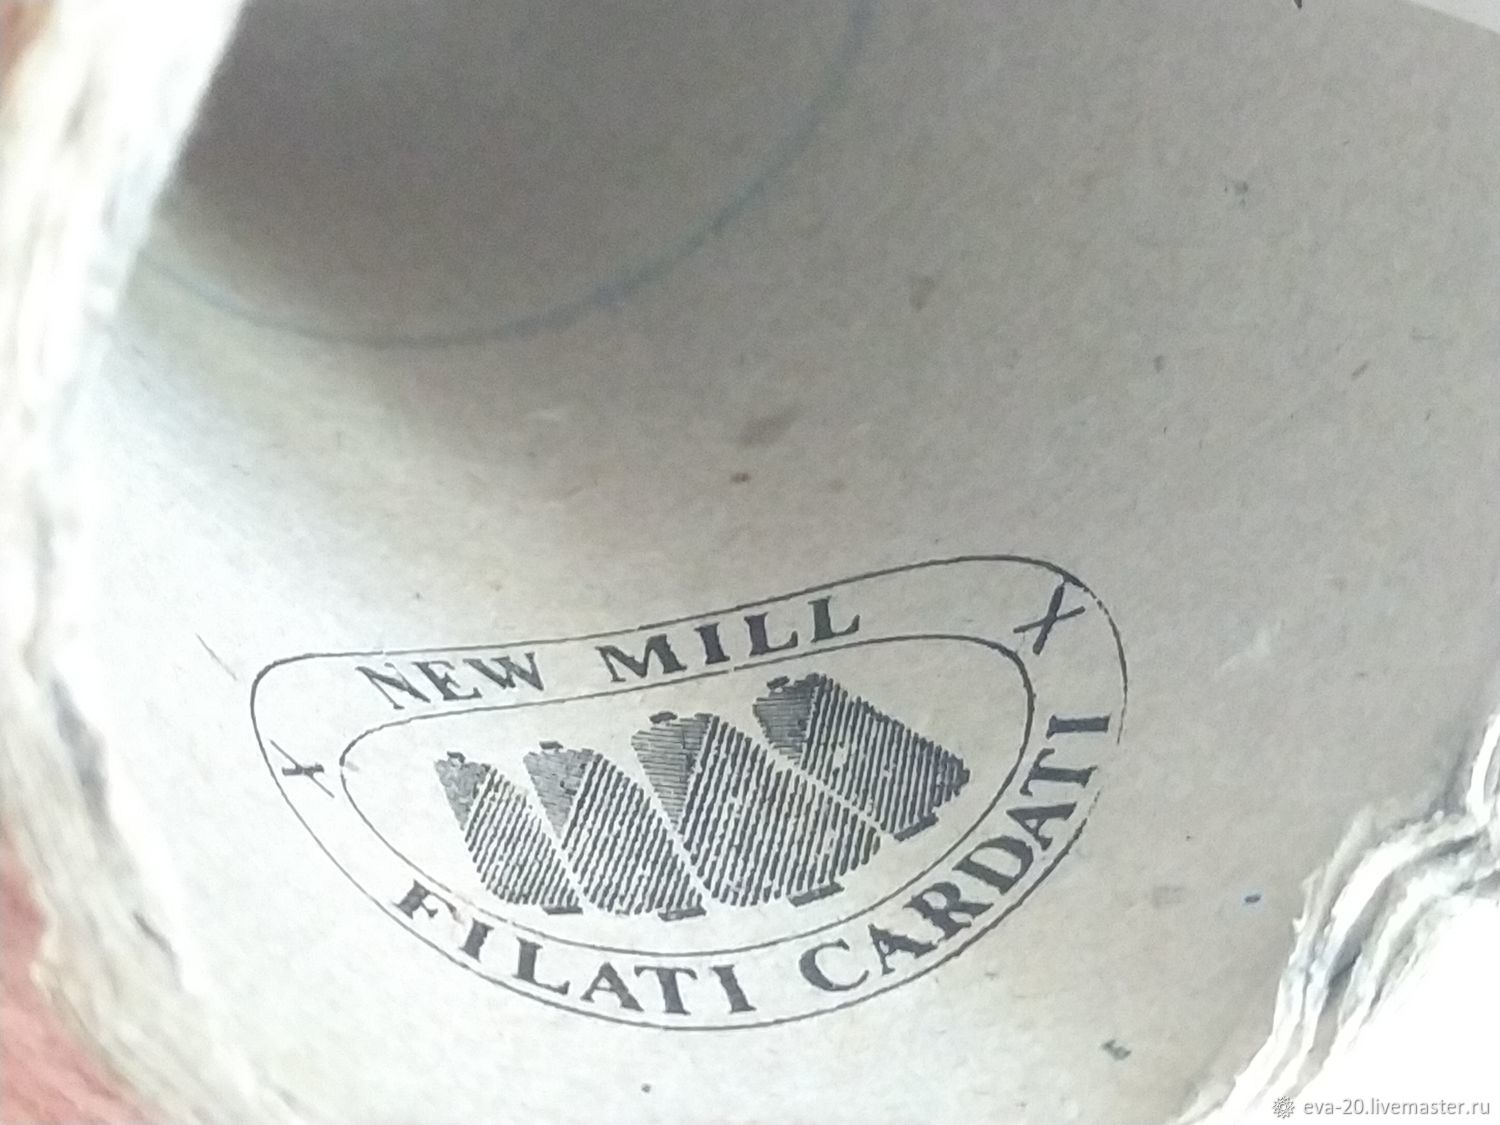 NEW MILL
X X
FILATI CARDATI
eva-20.livemaster.ru